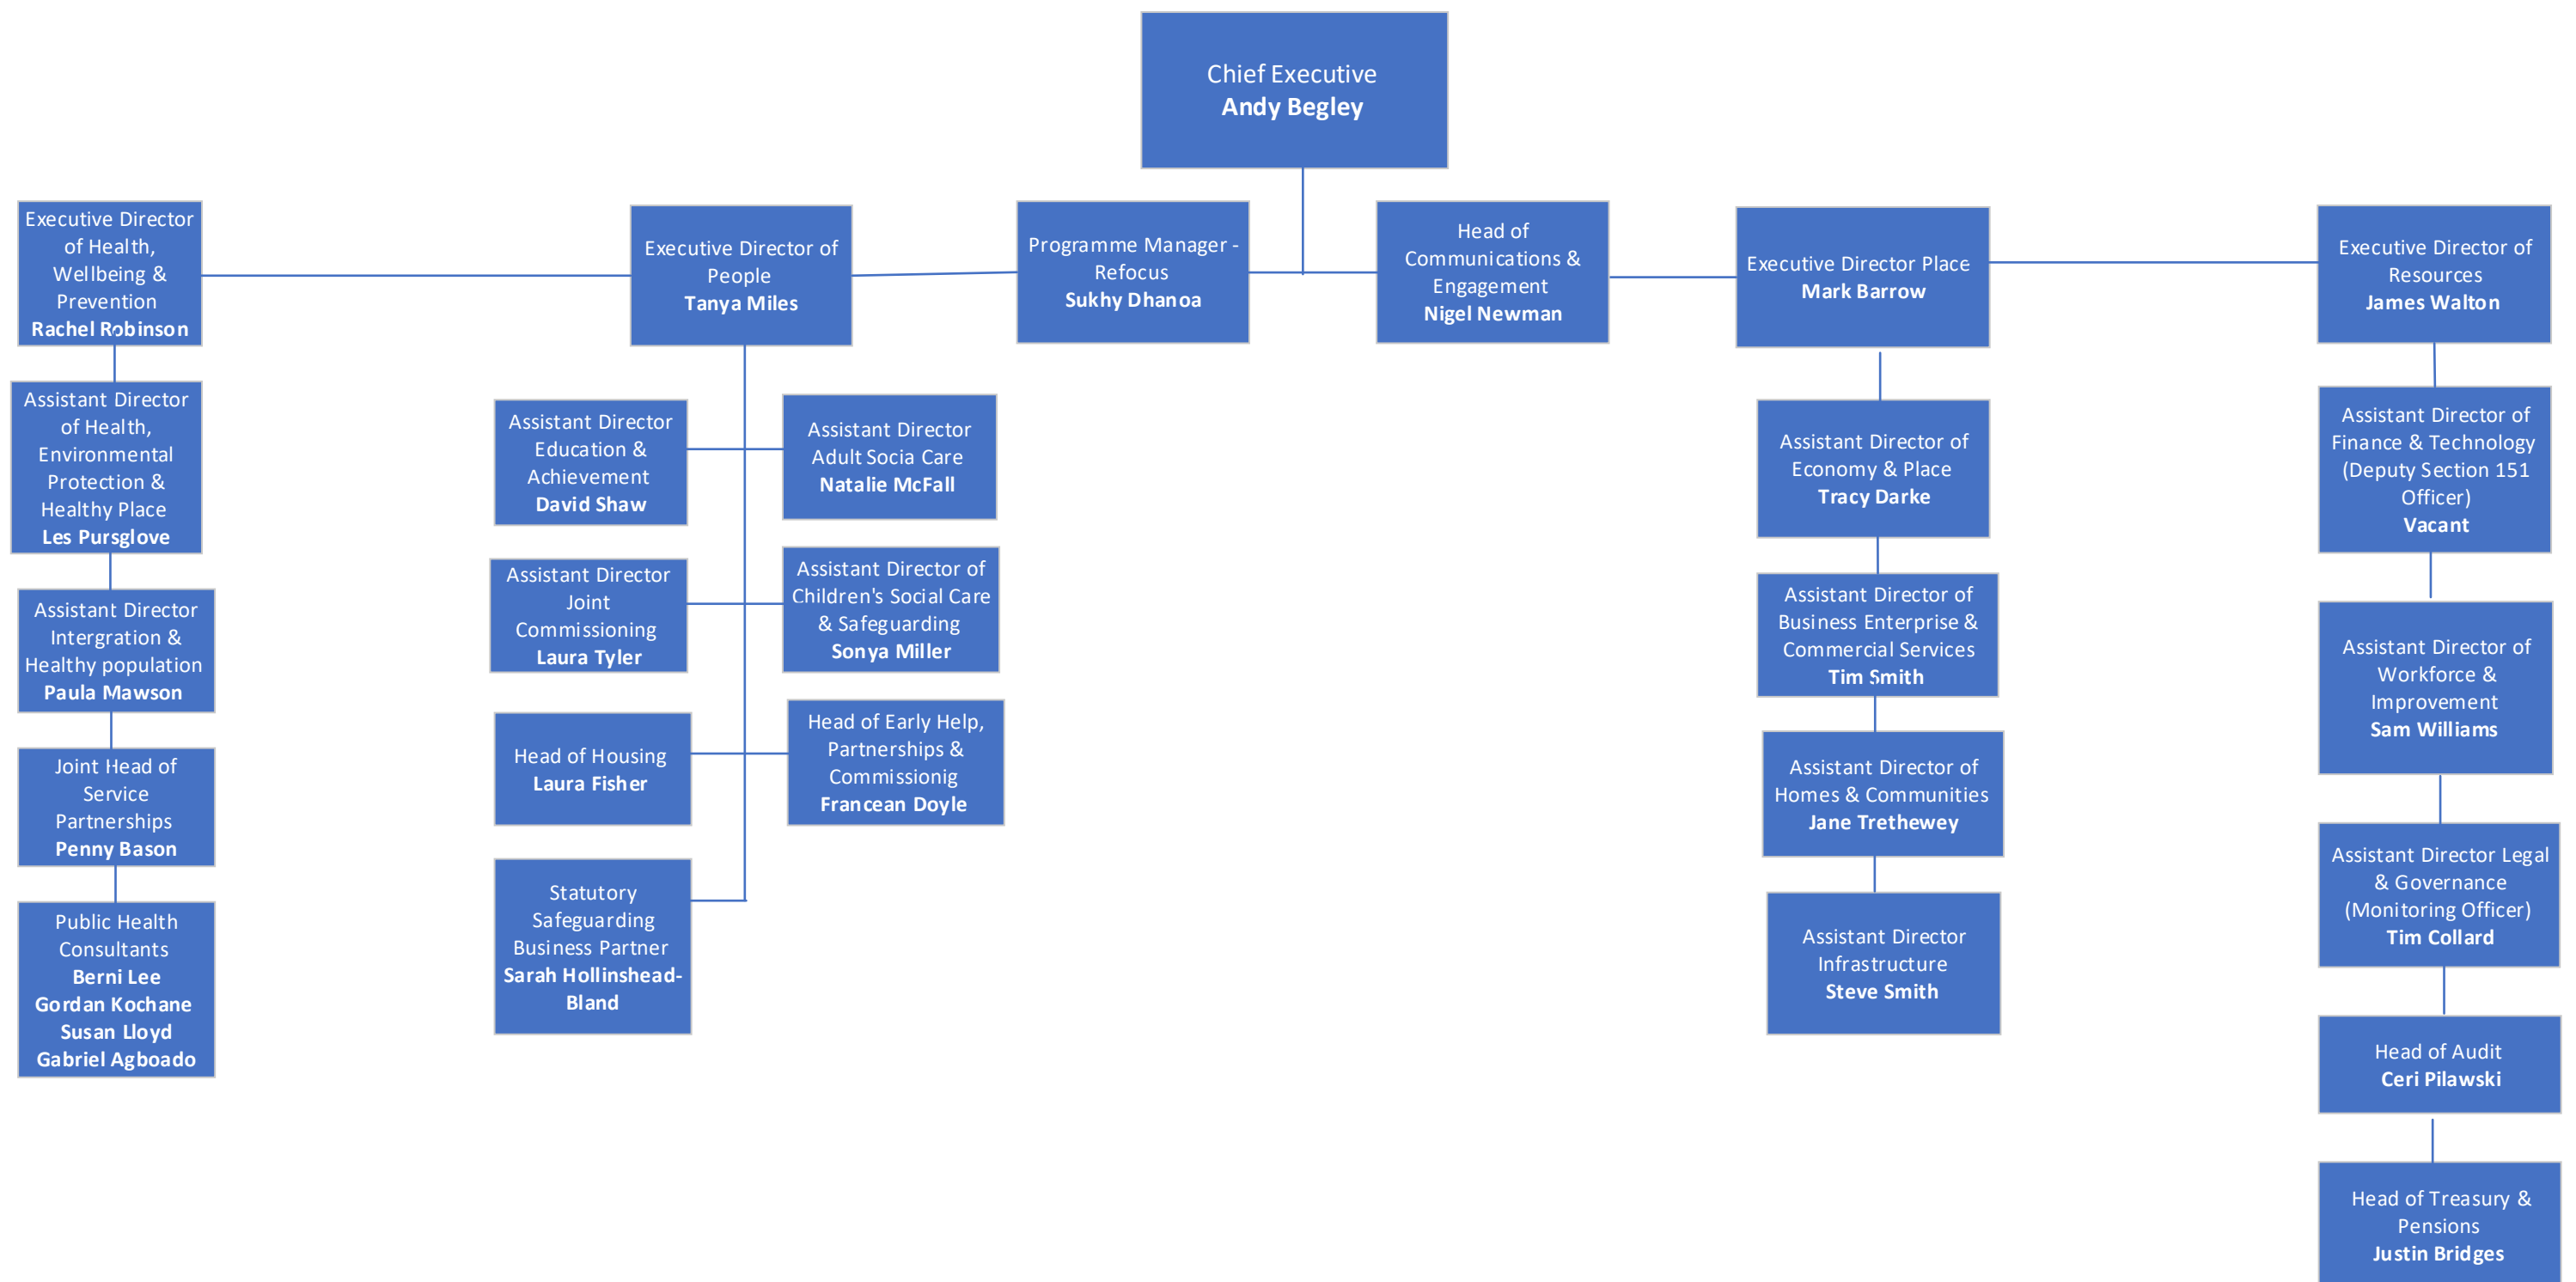 Chief Executive
Andy Begley
Executive Director
of Health,
Wellbeing &
Prevention
Rachel Robinson
Executive Director of
People
Tanya Miles
Programme Manager -
Refocus
Sukhy Dhanoa
Head of
Communications &
Engagement
Nigel Newman
Executive Director Place
Mark Barrow
Executive Director of
Resources
James Walton
Assistant Director
of Health,
Environmental
Protection &
Healthy Place
Les Pursglove
Assistant Director
Intergration &
Healthy population
Paula Mawson
Joint Head of
Service
Partnerships
Penny Bason
Public Health
Consultants
Berni Lee
Gordan Kochane
Susan Lloyd
Gabriel Agboado
Assistant Director
Education &
Achievement
David Shaw
Assistant Director
Adult Socia Care
Natalie McFall
Assistant Director
Joint
Commissioning
Laura Tyler
Assistant Director of
Children's Social Care
& Safeguarding
Sonya Miller
Head of Housing
Laura Fisher
Head of Early Help,
Partnerships &
Commissionig
Francean Doyle
Statutory
Safeguarding
Business Partner
Sarah Hollinshead-
Bland
Assistant Director of
Economy & Place
Tracy Darke
Assistant Director of
Business Enterprise &
Commercial Services
Tim Smith
Assistant Director of
Homes & Communities
Jane Trethewey
Assistant Director
Infrastructure
Steve Smith
Assistant Director of
Finance & Technology
(Deputy Section 151
Officer)
Vacant
Assistant Director of
Workforce &
Improvement
Sam Williams
Assistant Director Legal
& Governance
(Monitoring Officer)
Tim Collard
Head of Audit
Ceri Pilawski
Head of Treasury &
Pensions
Justin Bridges